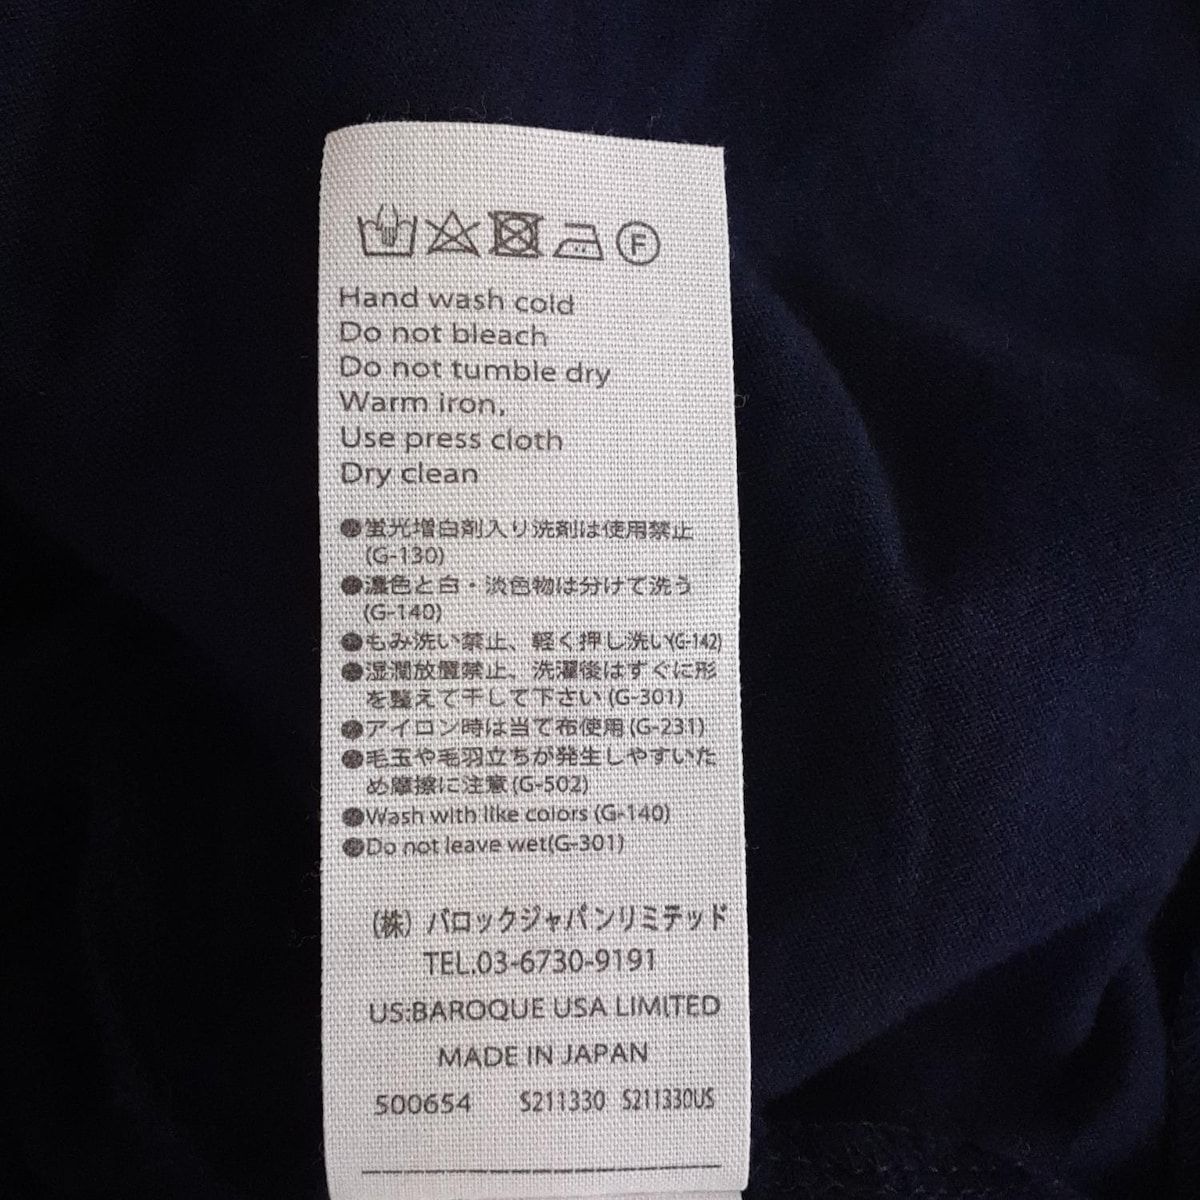 F
Hand wash cold
Do not bleach
Do not tumble dry
Warm iron,
Use press cloth
Dry clean
●蛍光増白剤入り洗剤は使用禁止
(G-130)
●濃色と白・淡色物は分けて洗う
(G-140)
●もみ洗い禁止、軽く押し洗い(G-142)
●湿潤放置禁止、洗濯後はすぐに形
を整えて干して下さい(G-301)
●アイロン時は当て布使用(G-231)
●毛玉や毛羽立ちが発生しやすいた
め摩擦に注意(G-502)
●Wash with like colors (G-140)
●Do not leave wet(G-301)
(株) バロックジャパンリミテッド
TEL.03-6730-9191
US:BAROQUE USA LIMITED
MADE IN JAPAN
500654 S211330 S211330US